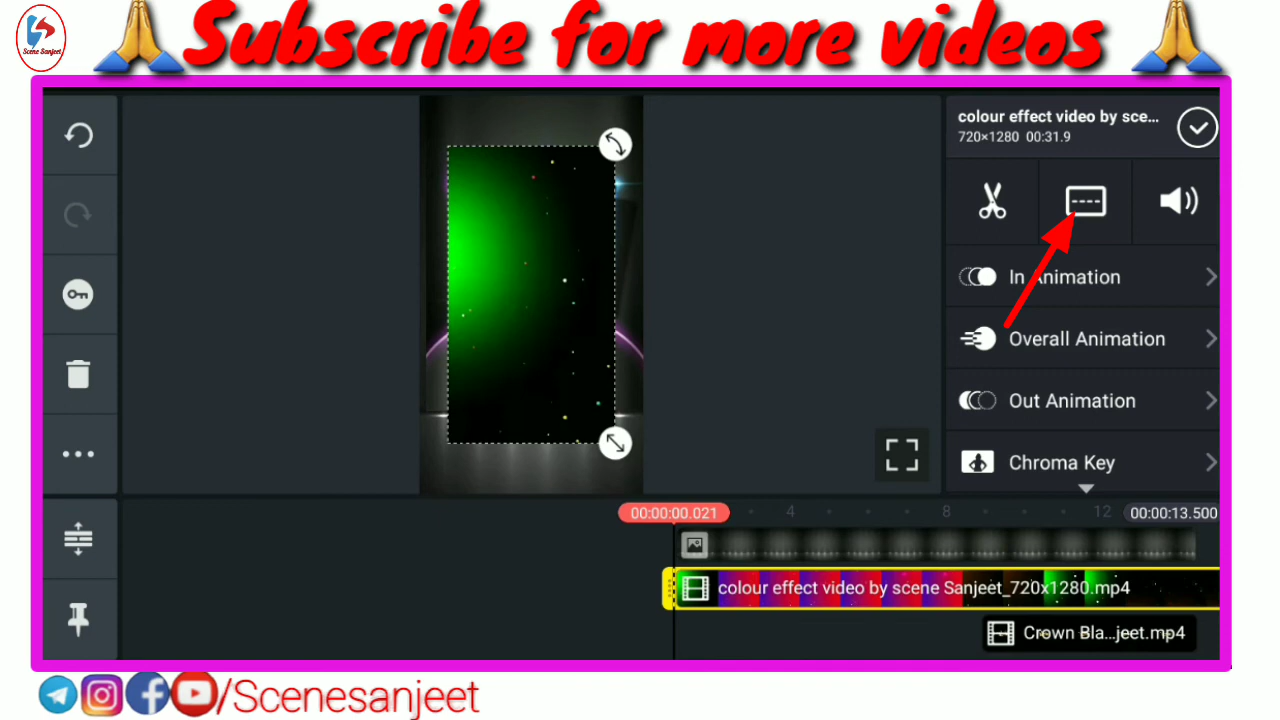 Scene Sanjeet
Subscribe for more videos
colour effect video by sce...
720×1280 00:31.9
In Animation
Overall Animation
Out Animation
Chroma Key
00:00:00.021
4
8
12
00:00:13.500
colour effect video by scene Sanjeet_720x1280.mp4
Crown Bla...jeet.mp4
/Scenesanjeet